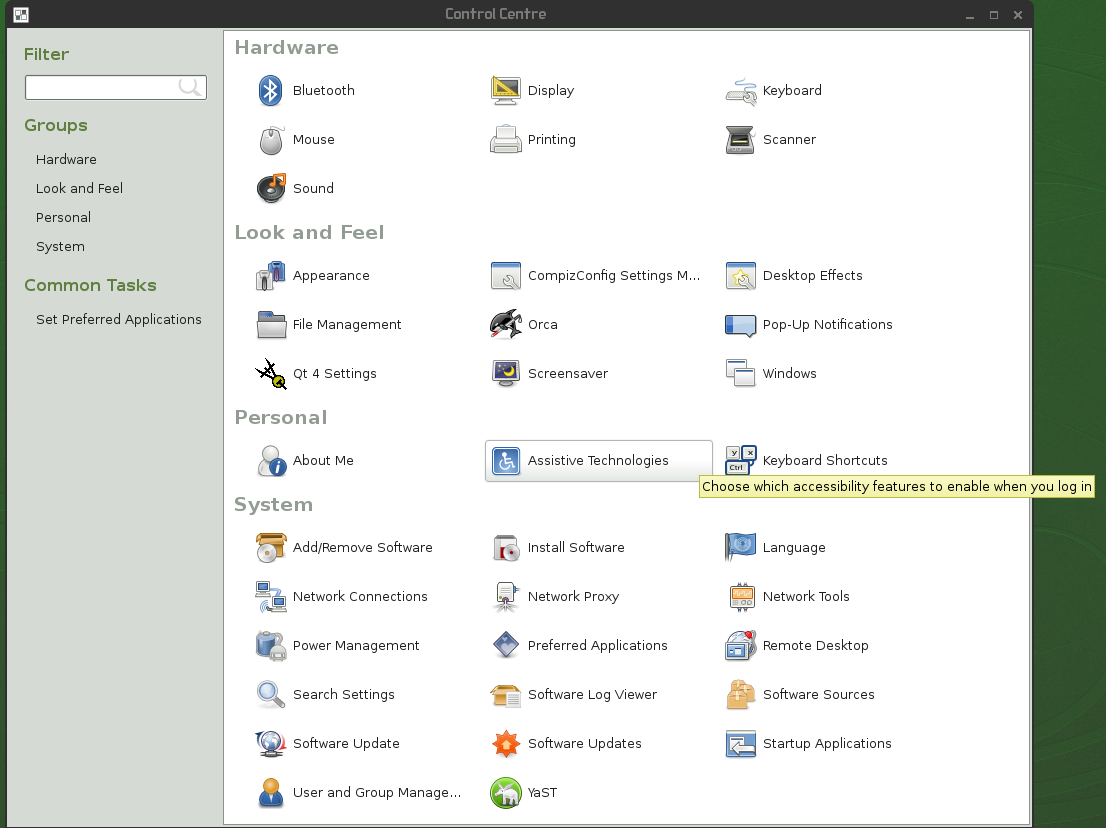 Control Centre
Filter
Groups
Hardware
Look and Feel
Personal
System
Common Tasks
Set Preferred Applications
Hardware
Bluetooth
Display
Keyboard
Mouse
Printing
Scanner
Sound
Look and Feel
Appearance
CompizConfig Settings M...
Desktop Effects
File Management
Orca
Pop-Up Notifications
Qt 4 Settings
Screensaver
Windows
Personal
About Me
Assistive Technologies
Y X
Ctrl
Keyboard Shortcuts
Choose which accessibility features to enable when you log in
System
Add/Remove Software
Install Software
Language
Network Connections
Network Proxy
Network Tools
Power Management
Preferred Applications
Remote Desktop
Search Settings
Software Log Viewer
Software Sources
Software Update
Software Updates
Startup Applications
User and Group Manage...
YaST